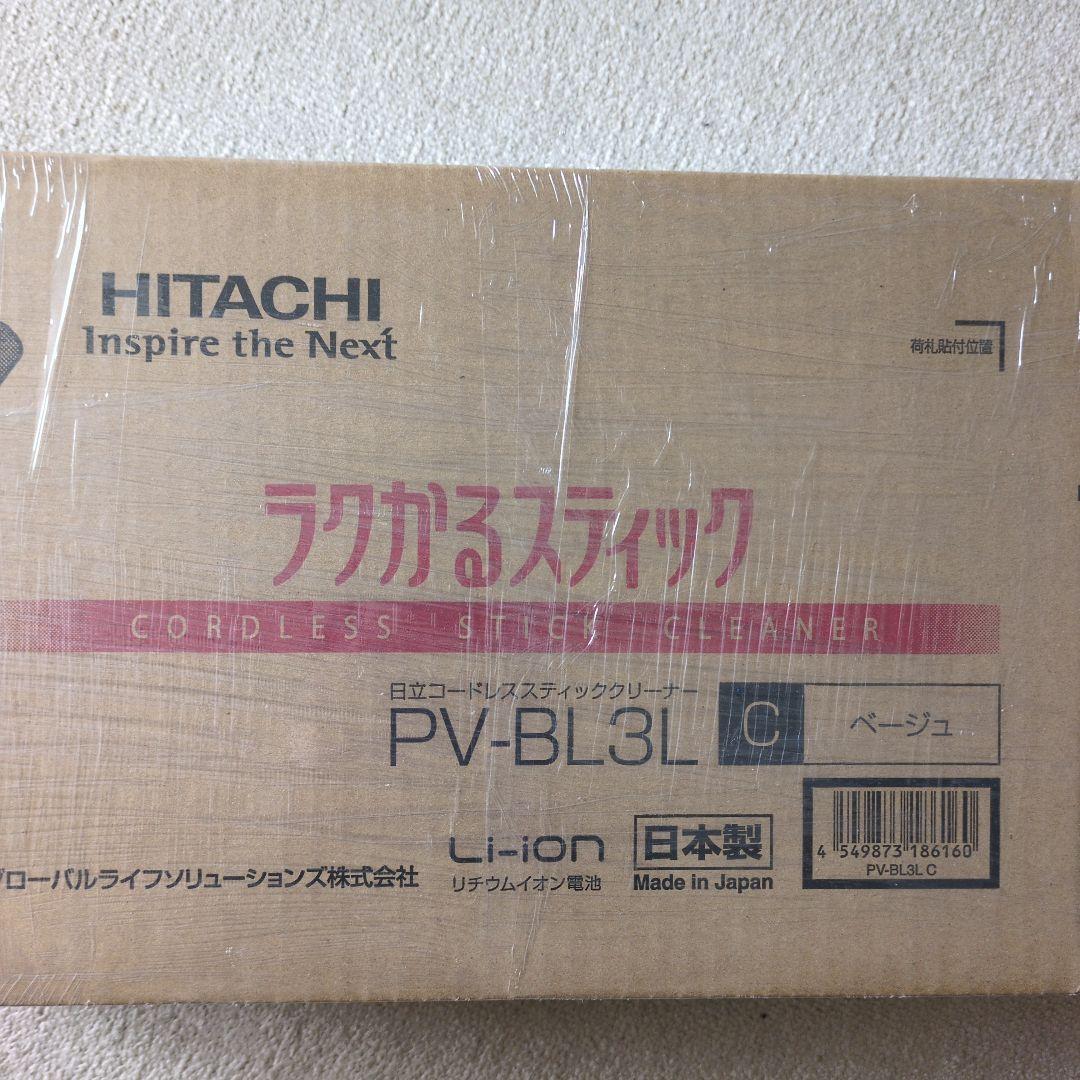 HITACHI
Inspire the Next
荷札貼付位置
ラクかるスティック
CORDLESS STICK CLEANER
日立コードレススティッククリーナー
PV-BL3L C ベージュ
Li-ion
リチウムイオン電池
日本製
Made in Japan
4 549873 186160
PV-BL3L C
グローバルライフソリューションズ株式会社